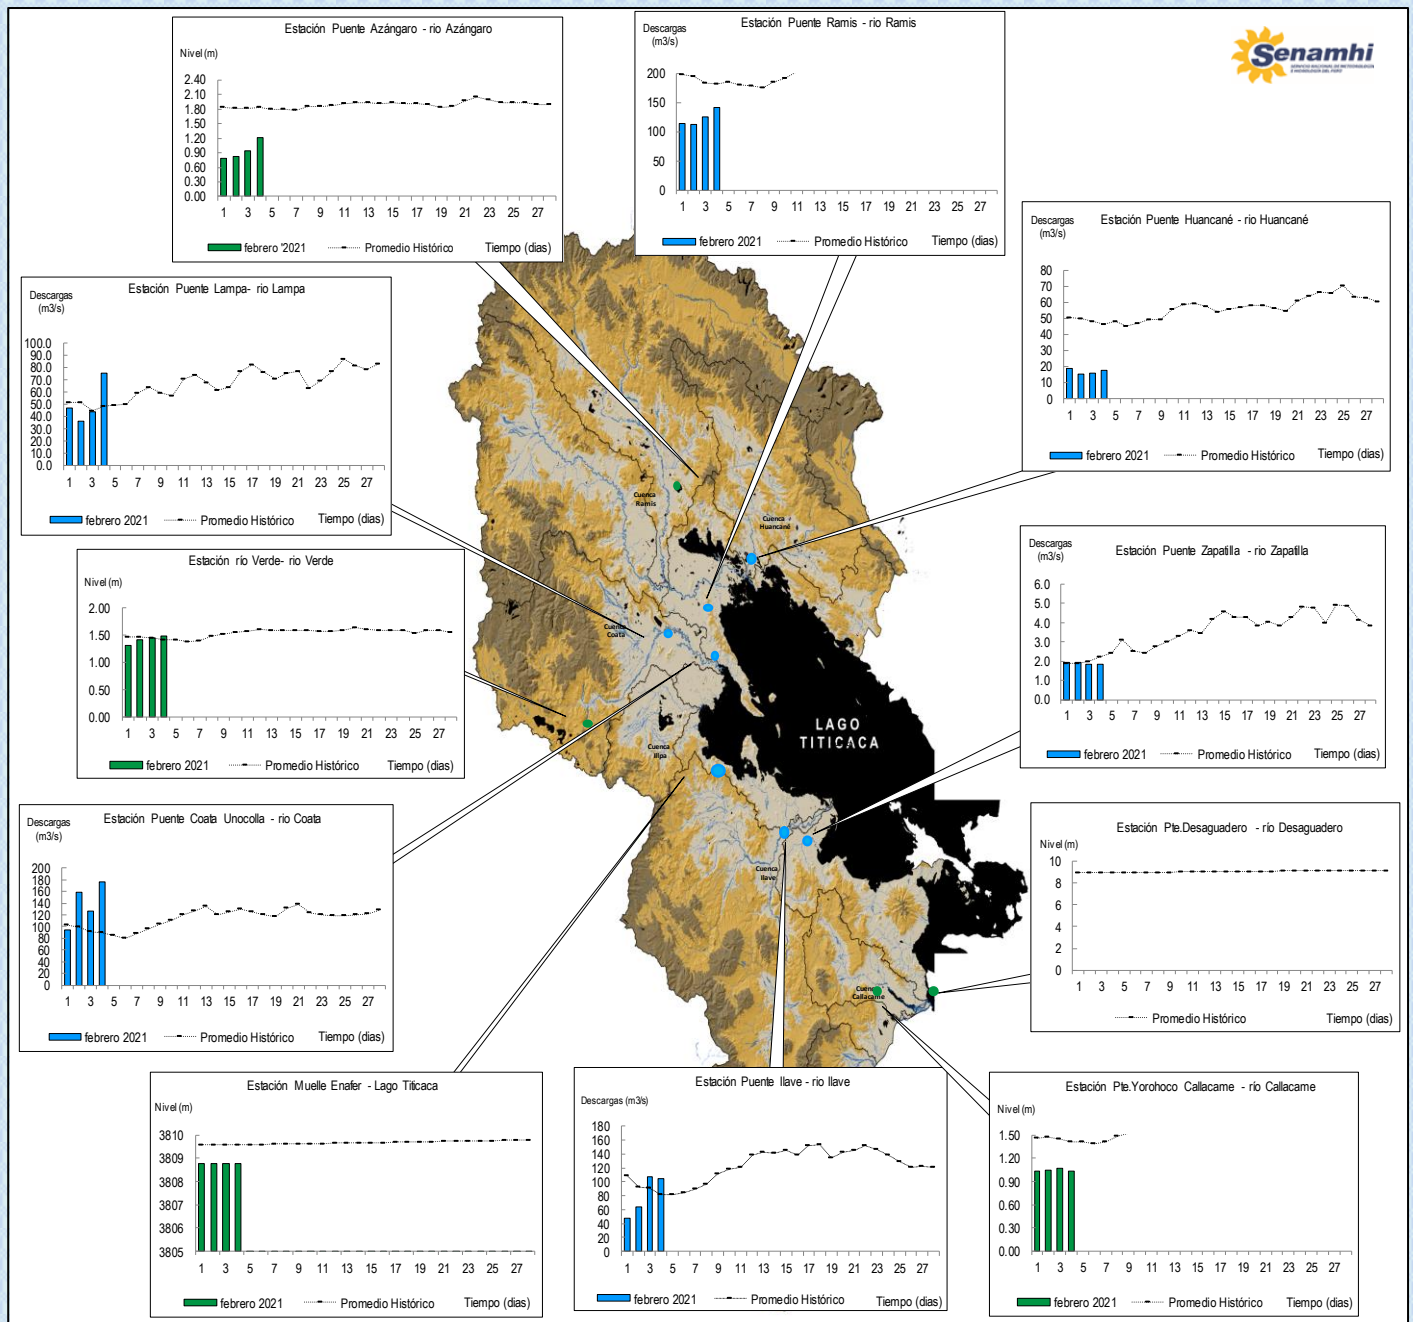 Estación Puente Azángaro - rio Azángaro
Nivel (m)
2.40
2.10
1.80
1.50
1.20
0.90
0.60
0.30
0.00
1 3 5 7 9 11 13 15 17 19 21 23 25 27
febrero '2021 Promedio Histórico Tiempo (dias)
Estación Puente Ramis - rio Ramis
Descargas
(m3/s)
200
150
100
50
0
1 3 5 7 9 11 13 15 17 19 21 23 25 27
febrero 2021 Promedio Histórico Tiempo (dias)
Senamhi
Estación Puente Huancané - rio Huancané
Descargas
(m3/s)
80
70
60
50
40
30
20
10
0
1 3 5 7 9 11 13 15 17 19 21 23 25 27
febrero 2021 Promedio Histórico Tiempo (dias)
Estación Puente Lampa- rio Lampa
Descargas
(m3/s)
100.0
90.0
80.0
70.0
60.0
50.0
40.0
30.0
20.0
10.0
0.0
1 3 5 7 9 11 13 15 17 19 21 23 25 27
febrero 2021 Promedio Histórico Tiempo (dias)
Estación río Verde- rio Verde
Nivel (m)
2.00
1.50
1.00
0.50
0.00
1 3 5 7 9 11 13 15 17 19 21 23 25 27
febrero 2021 Promedio Histórico Tiempo (dias)
Estación Puente Zapatilla - rio Zapatilla
Descargas
(m3/s)
6.0
5.0
4.0
3.0
2.0
1.0
0.0
1 3 5 7 9 11 13 15 17 19 21 23 25 27
febrero 2021 Promedio Histórico Tiempo (dias)
Cuenca
Ramis
Cuenca
Huancané
Cuenca
Coata
LAGO
TITICACA
Cuenca
Illpa
Cuenca
Ilave
Cuenca
Callacame
Estación Puente Coata Unocolla - rio Coata
Descargas
(m3/s)
200
180
160
140
120
100
80
60
40
20
0
1 3 5 7 9 11 13 15 17 19 21 23 25 27
febrero 2021 Promedio Histórico Tiempo (dias)
Estación Pte.Desaguadero - río Desaguadero
Nivel (m)
10
8
6
4
2
0
1 3 5 7 9 11 13 15 17 19 21 23 25 27
Promedio Histórico Tiempo (dias)
Estación Muelle Enafer - Lago Titicaca
Nivel (m)
3810
3809
3808
3807
3806
3805
1 3 5 7 9 11 13 15 17 19 21 23 25 27
febrero 2021 Promedio Histórico Tiempo (dias)
Estación Puente Ilave - rio Ilave
Descargas (m3/s)
180
160
140
120
100
80
60
40
20
0
1 3 5 7 9 11 13 15 17 19 21 23 25 27
febrero 2021 Promedio Histórico Tiempo (dias)
Estación Pte.Yorohoco Callacame - río Callacame
Nivel (m)
1.50
1.20
0.90
0.60
0.30
0.00
1 3 5 7 9 11 13 15 17 19 21 23 25 27
febrero 2021 Promedio Histórico Tiempo (dias)